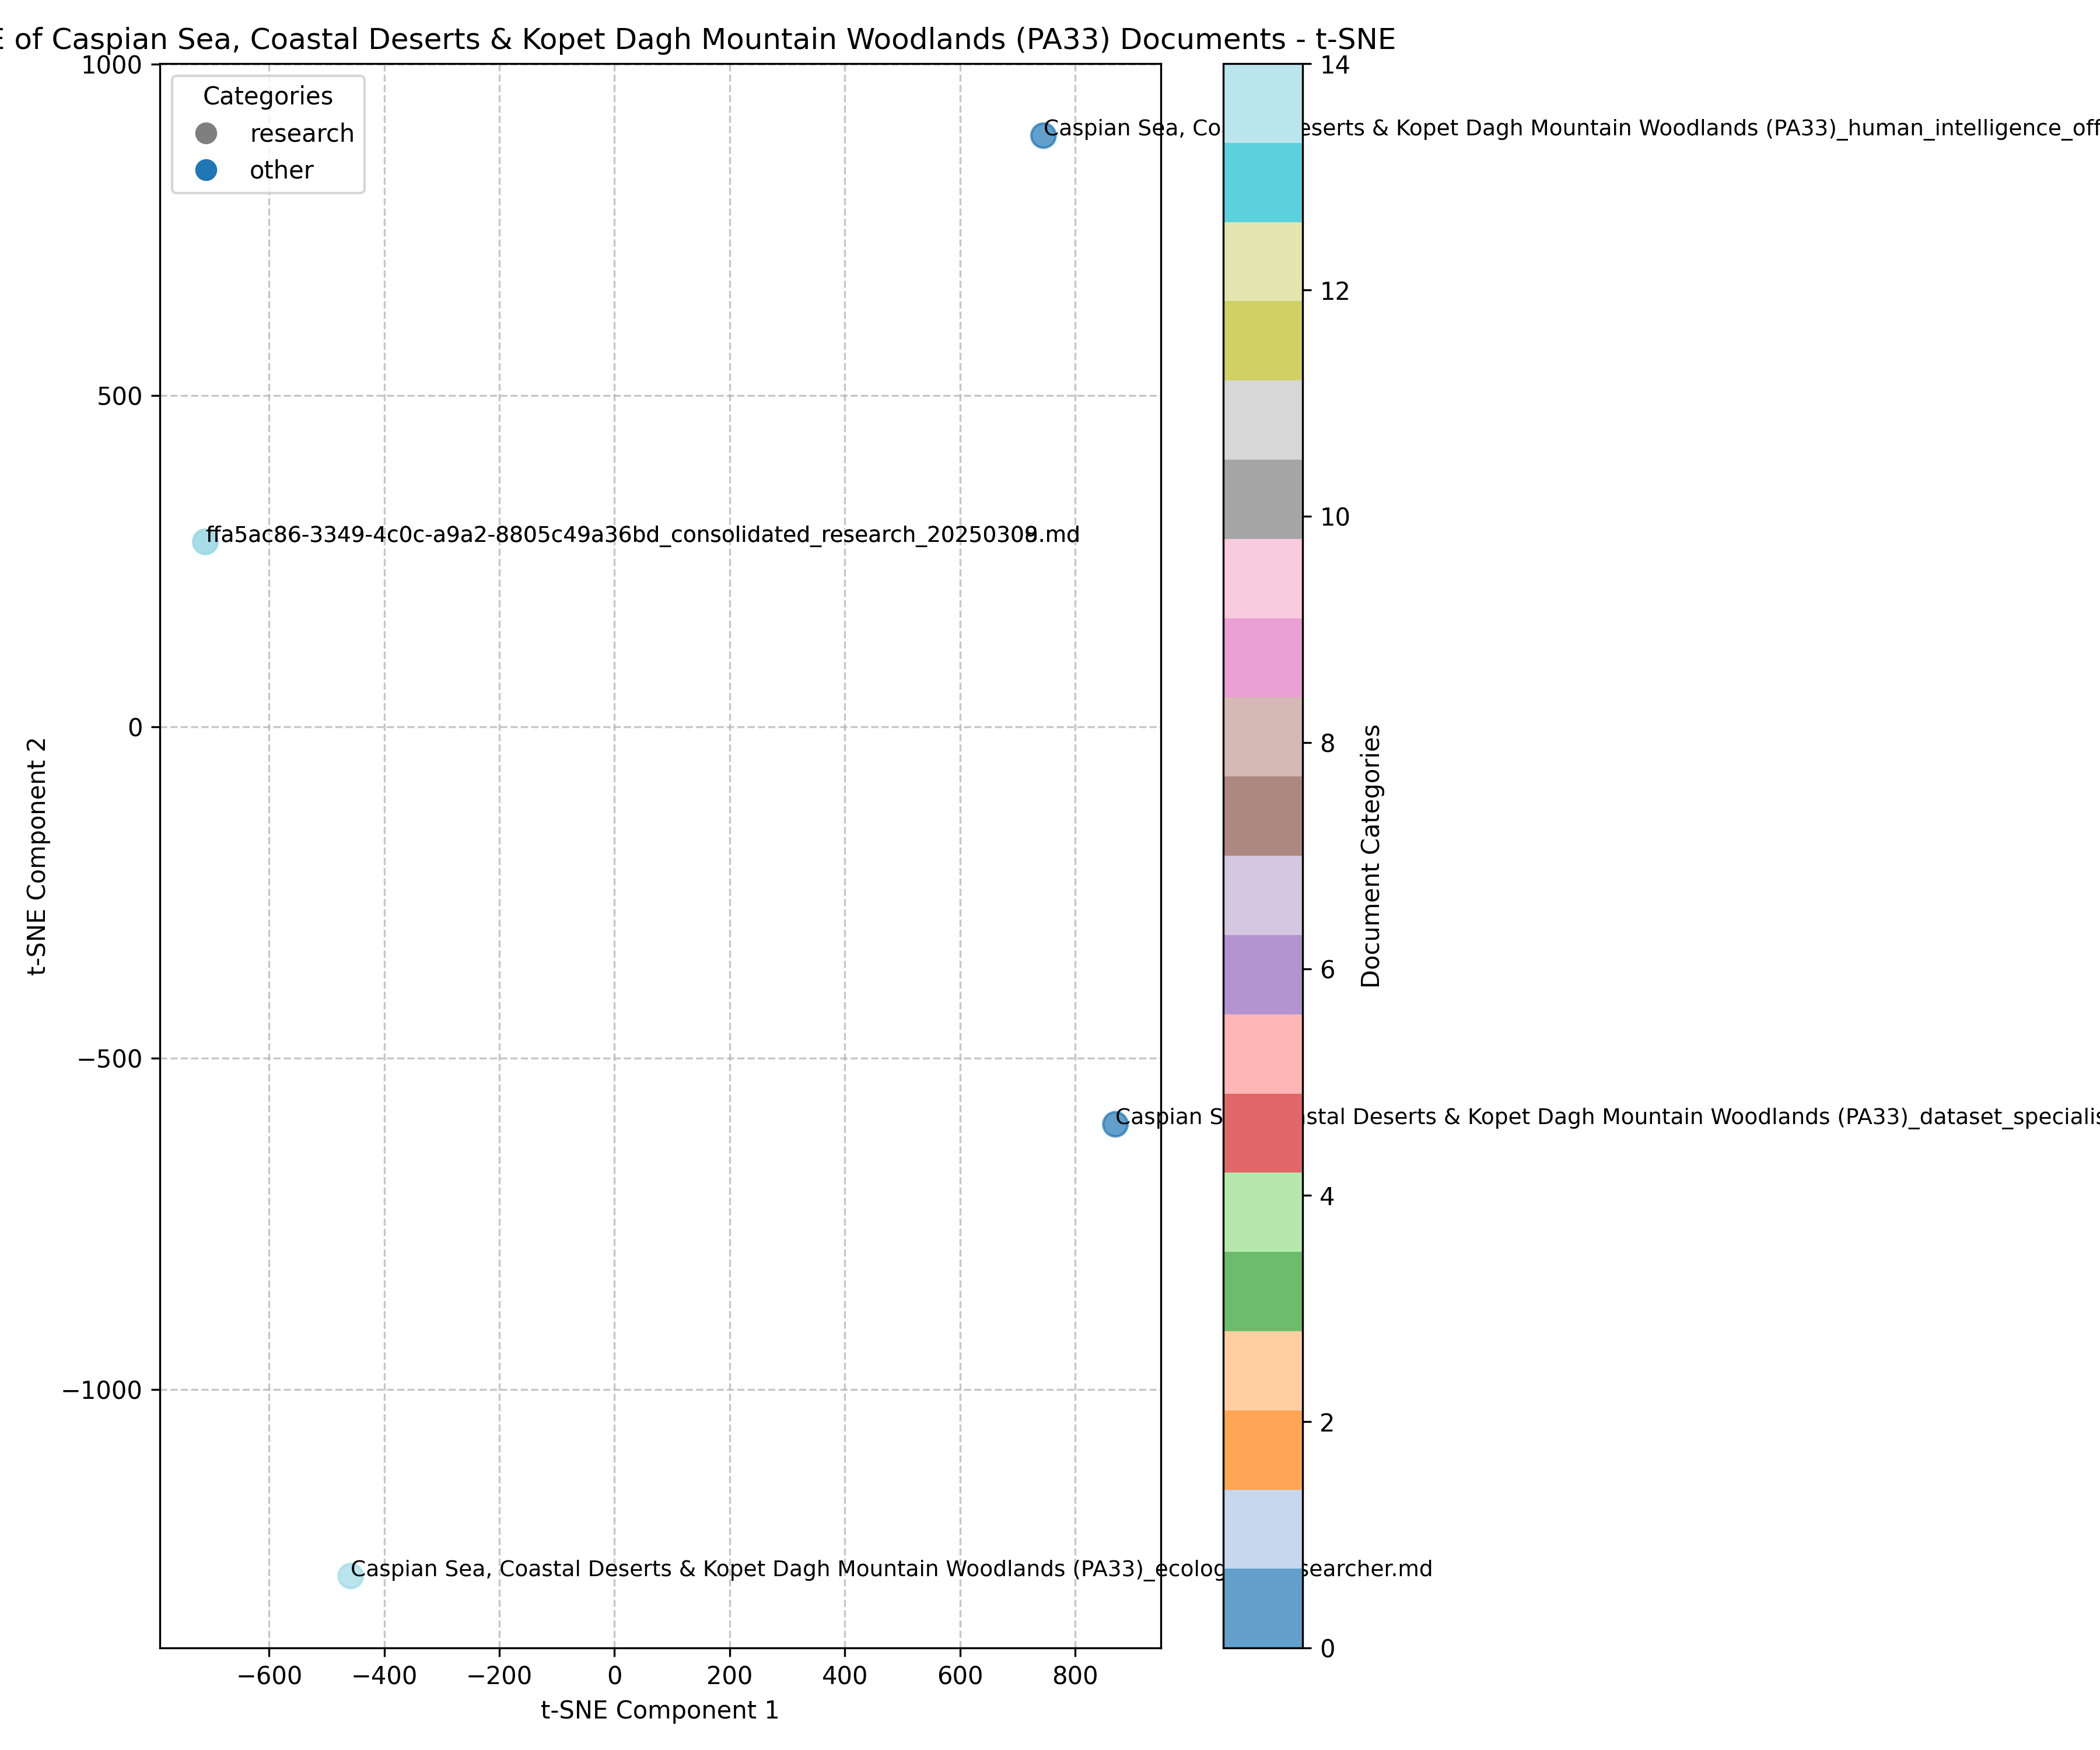 of Caspian Sea, Coastal Deserts & Kopet Dagh Mountain Woodlands (PA33) Documents - t-SNE
Categories
research
other
1000
500
0
−500
−1000
t-SNE Component 2
Caspian Sea, Co eserts & Kopet Dagh Mountain Woodlands (PA33)_human_intelligence_off
ffa5ac86-3349-4c0c-a9a2-8805c49a36bd_consolidated_research_2025030 .md
Caspian S astal Deserts & Kopet Dagh Mountain Woodlands (PA33)_dataset_specialis
Caspian Sea, Coastal Deserts & Kopet Dagh Mountain Woodlands (PA33)_ecolog searcher.md
−600
−400
−200
0
200
400
600
800
t-SNE Component 1
14
12
10
8
6
4
2
0
Document Categories